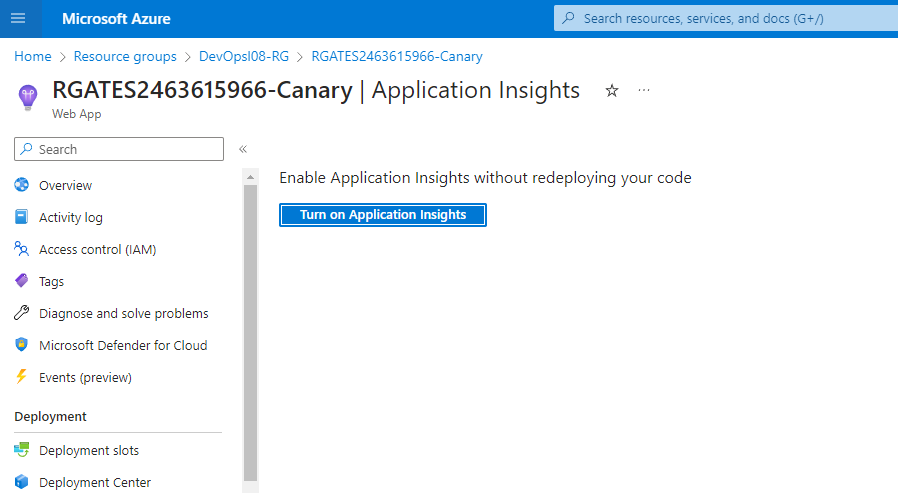 Microsoft Azure
Search resources, services, and docs (G+/)
Home > Resource groups > DevOpsl08-RG > RGATES2463615966-Canary
RGATES2463615966-Canary | Application Insights
Web App
Search
Overview
Activity log
Access control (IAM)
Tags
Diagnose and solve problems
Microsoft Defender for Cloud
Events (preview)
Deployment
Deployment slots
Deployment Center
Enable Application Insights without redeploying your code
Turn on Application Insights